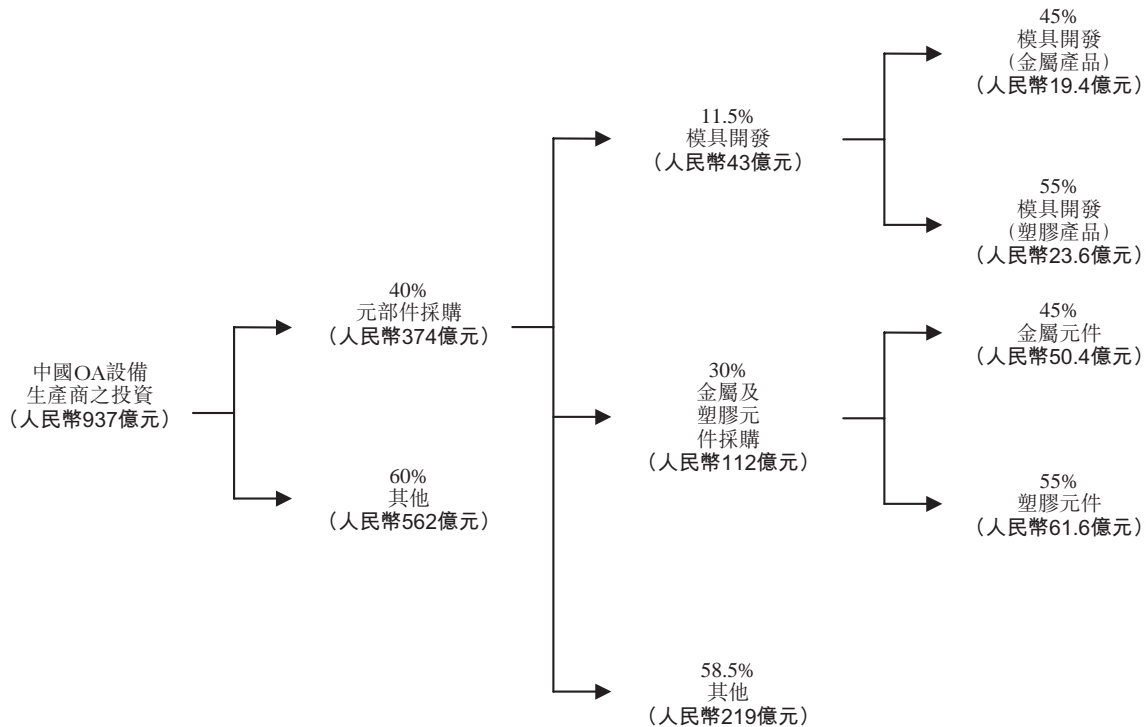 中國OA設備
生產商之投資
(人民幣937億元)
40%
元部件採購
(人民幣374億元)
60%
其他
(人民幣562億元)
11.5%
模具開發
(人民幣43億元)
30%
金屬及
塑膠元
件採購
(人民幣112億元)
58.5%
其他
(人民幣219億元)
45%
模具開發
(金屬產品)
(人民幣19.4億元)
55%
模具開發
(塑膠產品)
(人民幣23.6億元)
45%
金屬元件
(人民幣50.4億元)
55%
塑膠元件
(人民幣61.6億元)